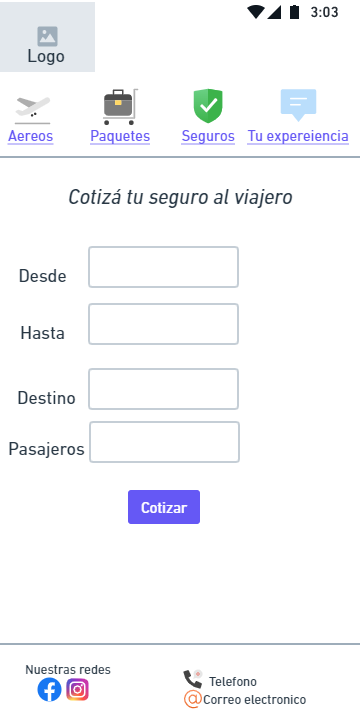 3:03
Logo
Aereos Paquetes Seguros Tu expereiencia
Cotizá tu seguro al viajero
Desde
Hasta
Destino
Pasajeros
Cotizar
Nuestras redes
Telefono
Correo electronico